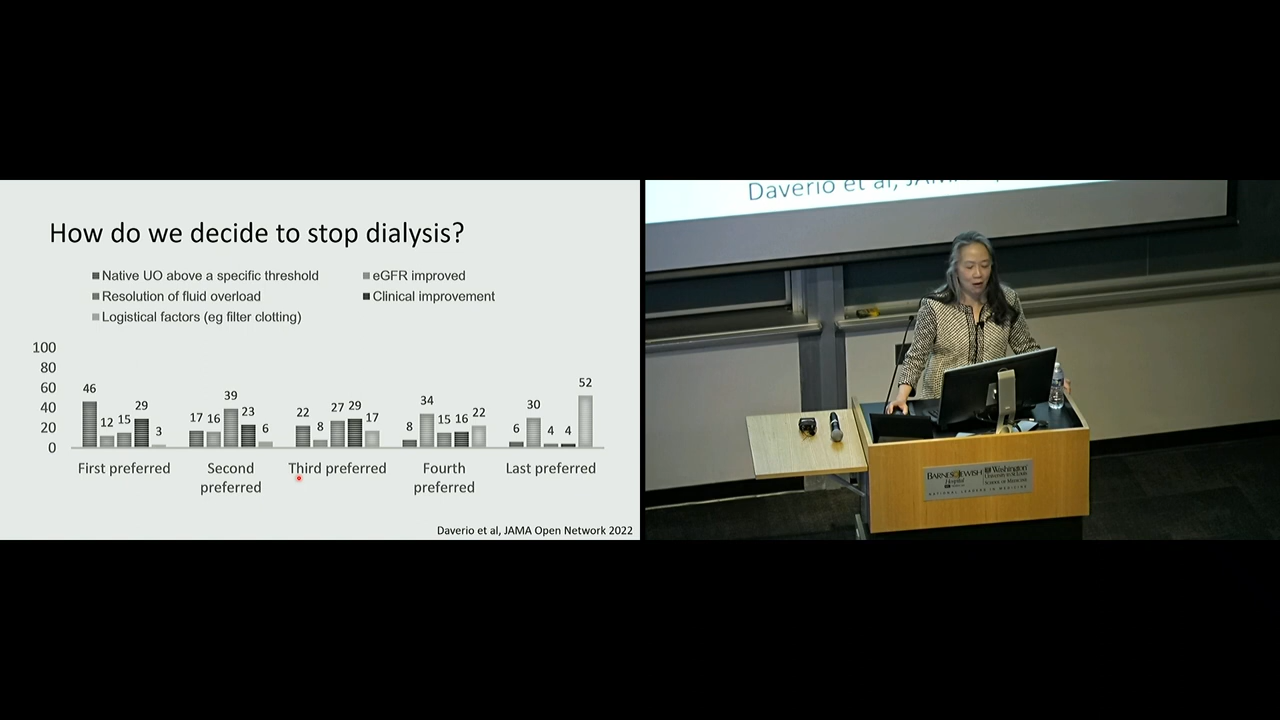 How do we decide to stop dialysis?
Native UO above a specific threshold
eGFR improved
Resolution of fluid overload
Clinical improvement
Logistical factors (eg filter clotting)
100
80
60
40
20
0
46 12 15 29 3
17 16 39 23 6
22 8 27 29 17
8 34 15 16 22
6 30 4 4 52
First preferred
Second
preferred
Third preferred
Fourth
preferred
Last preferred
Daverio et al, JAMA Open Network 2022
Daverio et al,
BARNES JEWISH
Hospital
Washington
University in St. Louis
School of Medicine
NATIONAL LEADERS IN MEDICINE